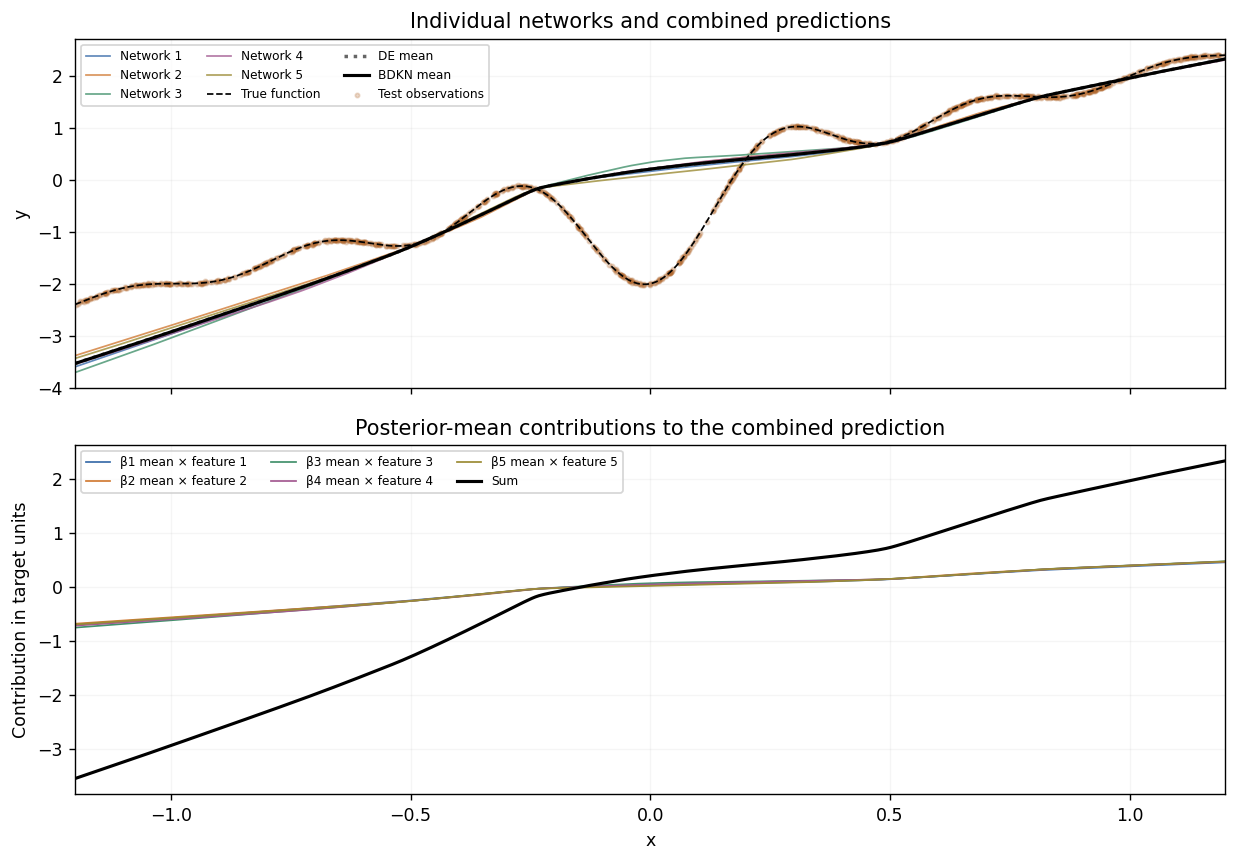 Individual networks and combined predictions
Network 1
Network 2
Network 3
Network 4
Network 5
True function
DE mean
BDKN mean
Test observations
2
1
0
−1
−2
−3
−4
y
Posterior-mean contributions to the combined prediction
β1 mean × feature 1
β2 mean × feature 2
β3 mean × feature 3
β4 mean × feature 4
β5 mean × feature 5
Sum
2
1
0
−1
−2
−3
Contribution in target units
−1.0
−0.5
0.0
0.5
1.0
x